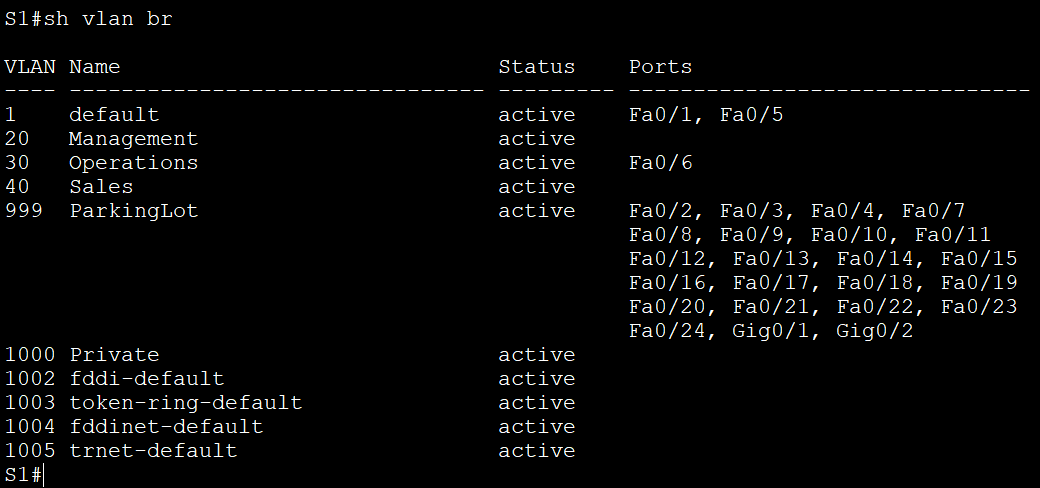 S1#sh vlan br
VLAN Name                             Status    Ports
---- -------------------------------- --------- -------------------------------
1    default                          active    Fa0/1, Fa0/5
20   Management                       active
30   Operations                       active    Fa0/6
40   Sales                            active
999  ParkingLot                       active    Fa0/2, Fa0/3, Fa0/4, Fa0/7
                                                Fa0/8, Fa0/9, Fa0/10, Fa0/11
                                                Fa0/12, Fa0/13, Fa0/14, Fa0/15
                                                Fa0/16, Fa0/17, Fa0/18, Fa0/19
                                                Fa0/20, Fa0/21, Fa0/22, Fa0/23
                                                Fa0/24, Gig0/1, Gig0/2
1000 Private                          active
1002 fddi-default                     active
1003 token-ring-default               active
1004 fddinet-default                  active
1005 trnet-default                    active
S1#